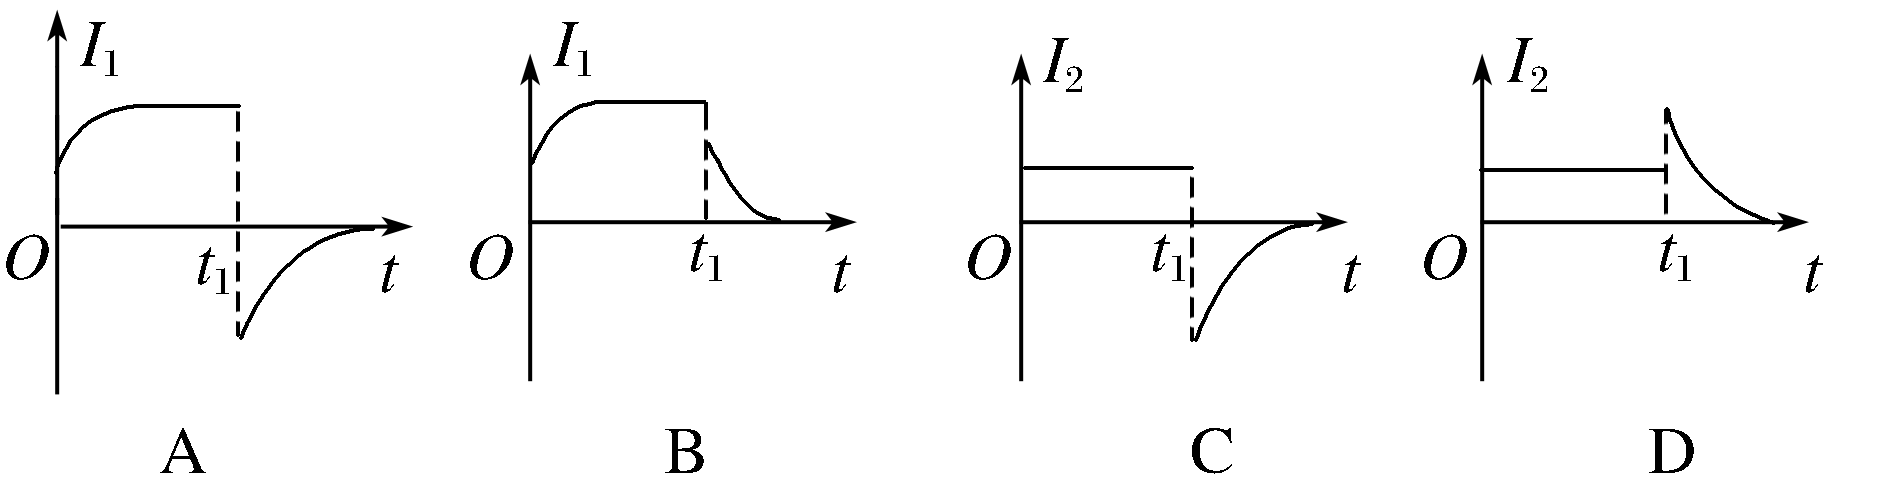 I₁ I₁ I₂ I₂
O t₁ t O t₁ t O t₁ t O t₁ t
A B C D